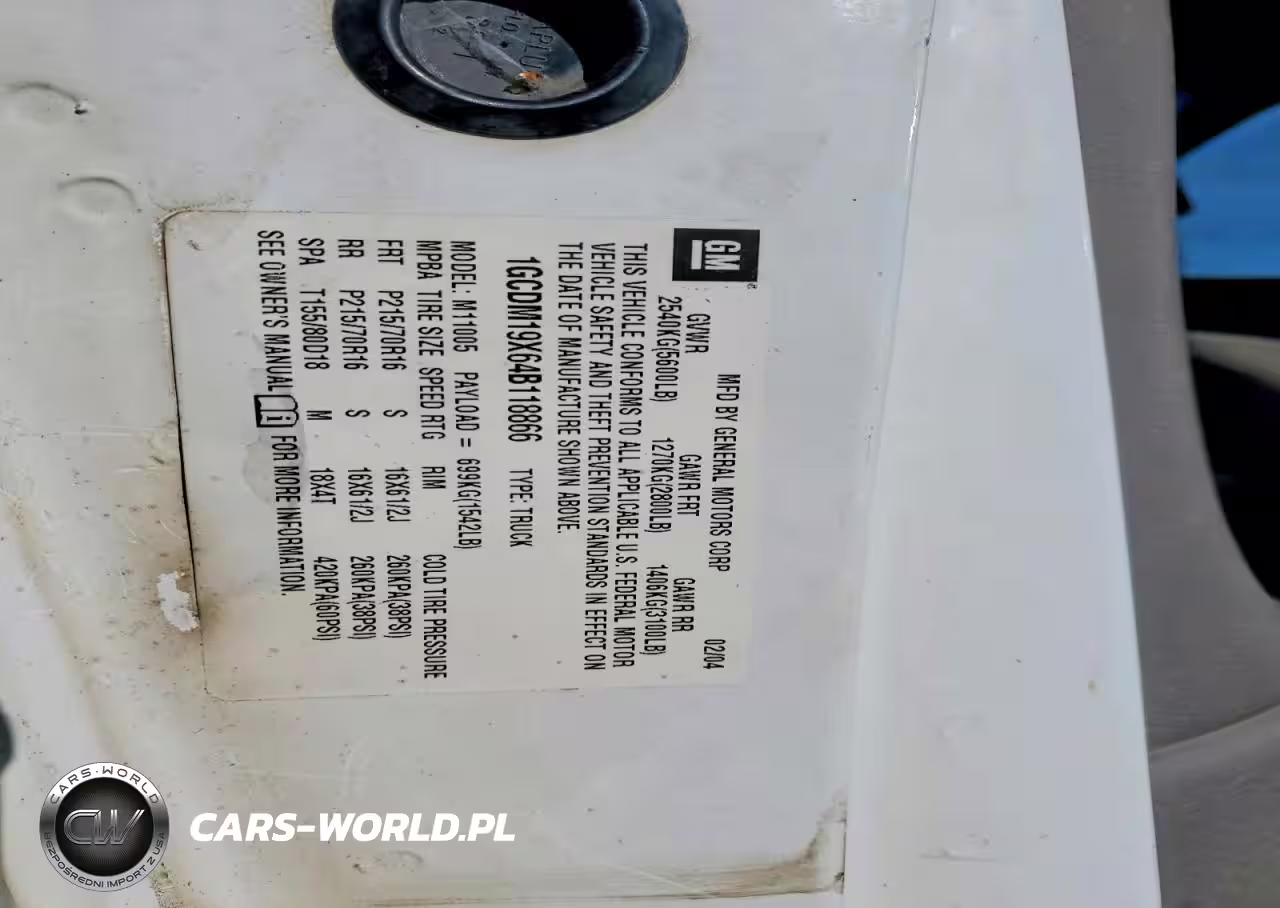 GM
MFD BY GENERAL MOTORS CORP 02/04
GVWR GAWR FRT GAWR RR
2540KG(5600LB) 1270KG(2800LB) 1406KG(3100LB)
THIS VEHICLE CONFORMS TO ALL APPLICABLE U.S. FEDERAL MOTOR
VEHICLE SAFETY AND THEFT PREVENTION STANDARDS IN EFFECT ON
THE DATE OF MANUFACTURE SHOWN ABOVE.
1GCDM19X64B118866 TYPE: TRUCK
MODEL: M11005 PAYLOAD = 699KG(1542LB)
MPBA TIRE SIZE SPEED RTG RIM COLD TIRE PRESSURE
FRT P215/70R16 S 16X61/2J 260KPA(38PSI)
RR P215/70R16 S 16X61/2J 260KPA(38PSI)
SPA T155/80D18 M 18X4T 420KPA(60PSI)
SEE OWNER'S MANUAL FOR MORE INFORMATION.
CARS-WORLD
CW
BEZPOŚREDNI IMPORT Z USA
CARS-WORLD.PL